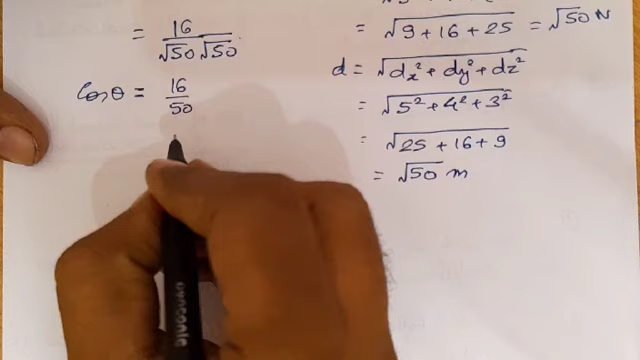 = 16 / √50 √50
Cos θ = 16 / 50
= √9 + 16 + 25 = √50 N
d = √dx² + dy² + dz²
= √5² + 4² + 3²
= √25 + 16 + 9
= √50 m